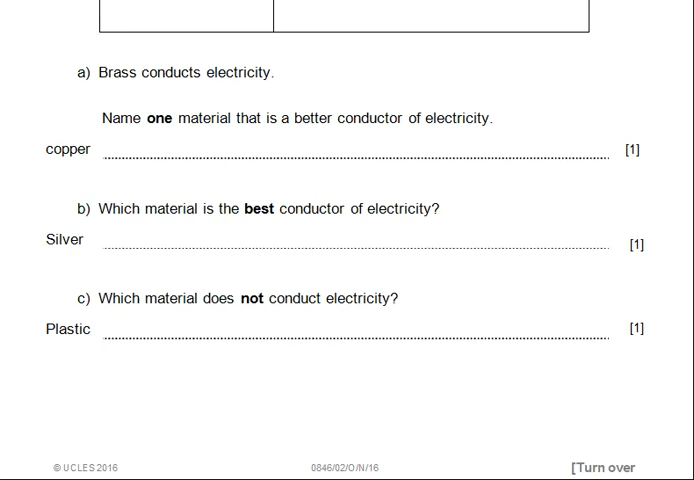 a) Brass conducts electricity.
Name one material that is a better conductor of electricity.
copper [1]
b) Which material is the best conductor of electricity?
Silver [1]
c) Which material does not conduct electricity?
Plastic [1]
© UCLES 2016 0846/02/O/N/16 [Turn over